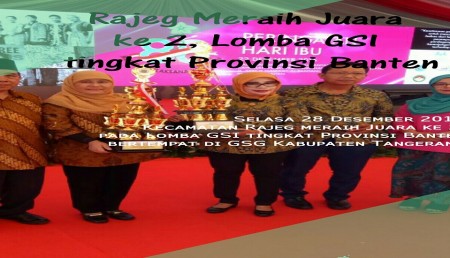 Rajeg Meraih Juara
ke 2, Lomba GSI
tingkat Provinsi Banten
HARI IBU
Selasa 28 Desember 201
Kecamatan Rajeg meraih Juara ke
pada Lomba GSI tingkat Provinsi Bante
bertempat di GSG Kabupaten Tangeran